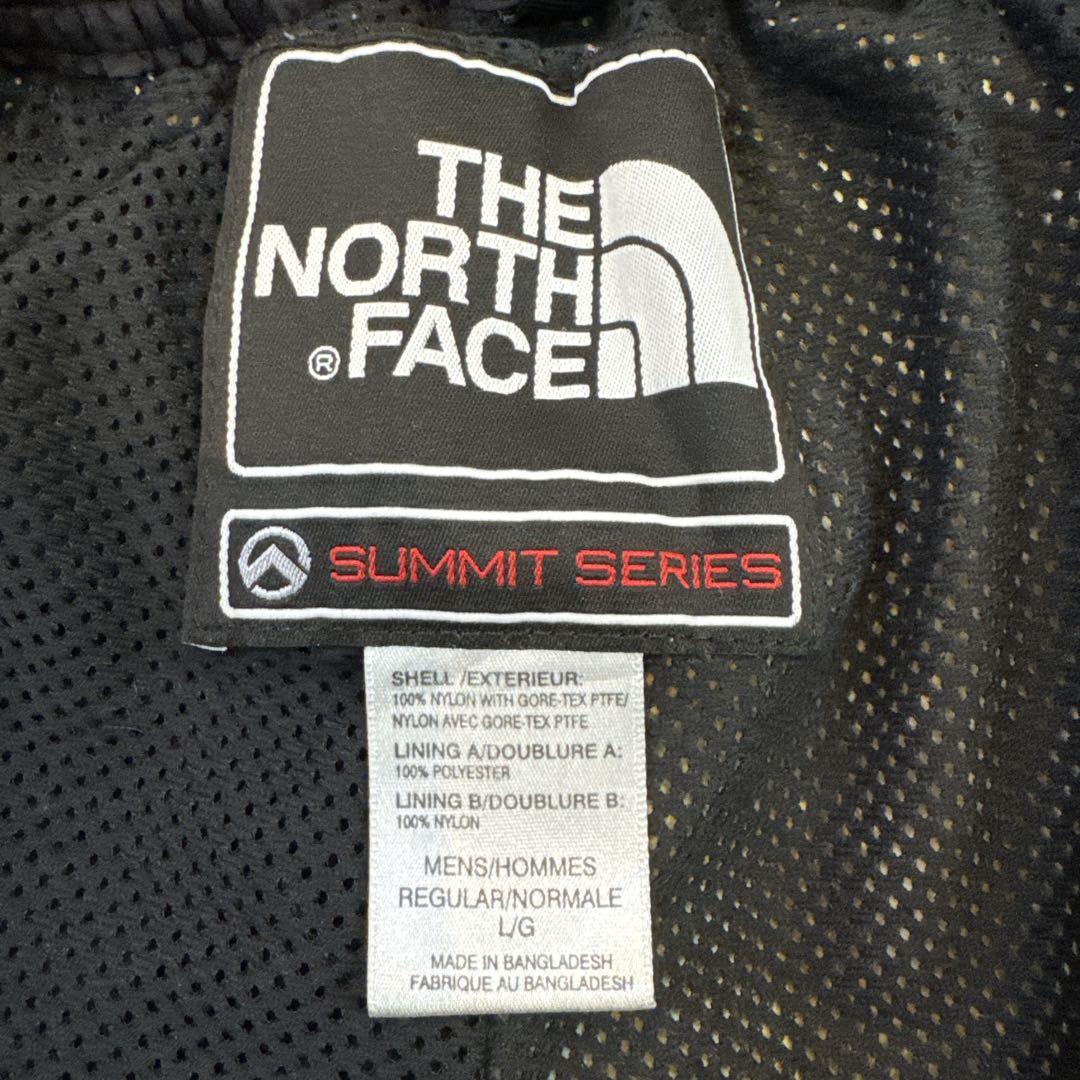 THE
NORTH
® FACE
SUMMIT SERIES
SHELL /EXTERIEUR:
100% NYLON WITH GORE-TEX PTFE/
NYLON AVEC GORE-TEX PTFE
LINING A/DOUBLURE A:
100% POLYESTER
LINING B/DOUBLURE B:
100% NYLON
MENS/HOMMES
REGULAR/NORMALE
L/G
MADE IN BANGLADESH
FABRIQUE AU BANGLADESH